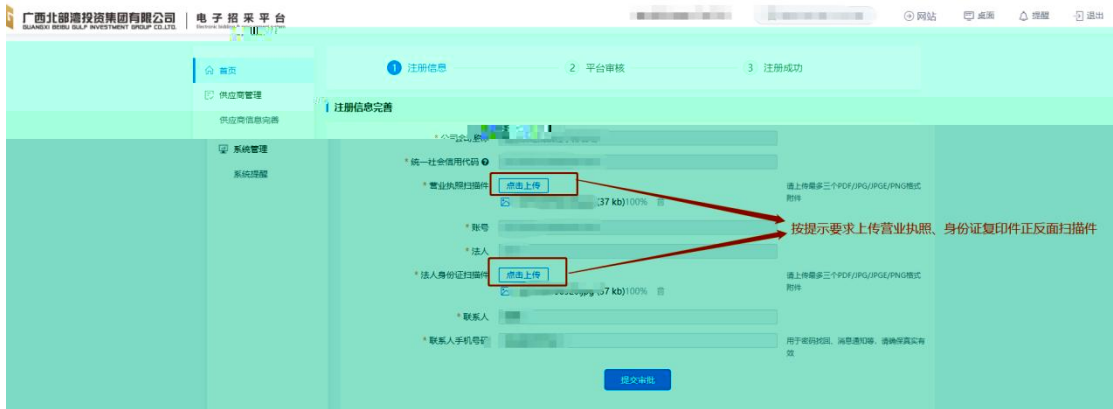 广西北部湾投资集团有限公司 电子招采平台
GUANGXI BEIBU GULF INVESTMENT GROUP CO.,LTD.
网站 桌面 提醒 退出
首页
1 注册信息 2 平台审核 3 注册成功
供应商管理
注册信息完善
供应商信息完善
系统管理
* 统一社会信用代码
系统提醒
* 营业执照扫描件 点击上传 请上传最多三个PDF/JPG/JPGE/PNG格式
附件
(37 kb)100%
按提示要求上传营业执照、身份证复印件正反面扫描件
* 账号
* 法人
* 法人身份证扫描件 点击上传 请上传最多三个PDF/JPG/JPGE/PNG格式
附件
kb)100%
* 联系人
* 联系人手机号码 用于密码找回、消息通知等，请确保真实有
效
提交审批